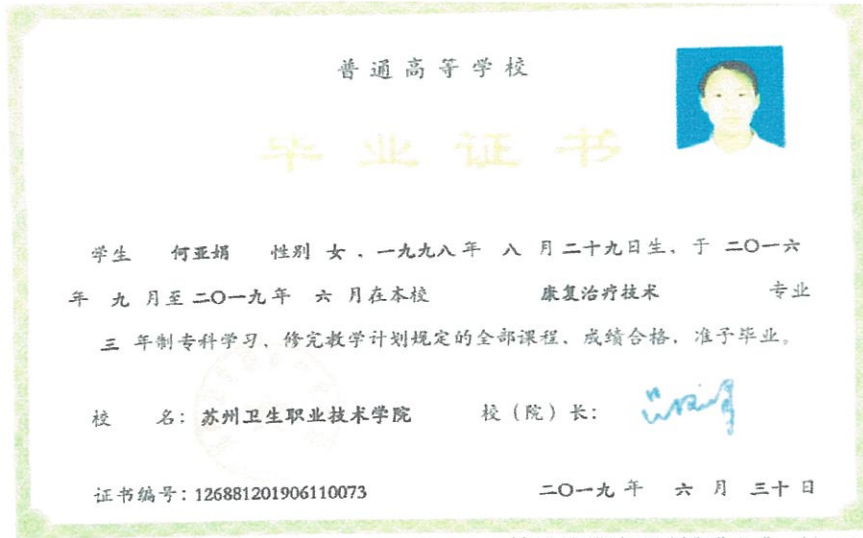 普通高等学校
毕业证书
学生 何亚娟 性别 女，一九九八年 八 月二十九日生，于 二〇一六
年 九 月至二〇一九年 六 月在本校 康复治疗技术 专业
三 年制专科学习，修完教学计划规定的全部课程，成绩合格，准予毕业。
校 名：苏州卫生职业技术学院 校（院）长：
证书编号：126881201906110073 二〇一九 年 六 月 三十 日